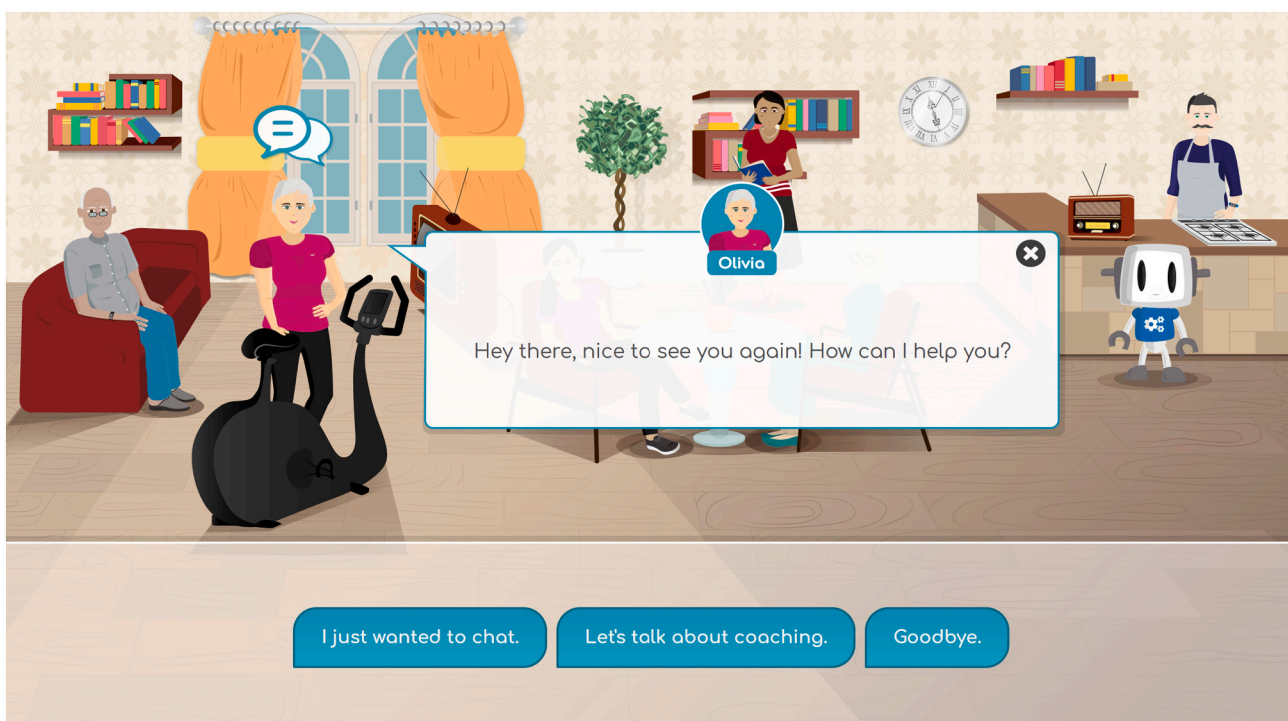 Olivia
Hey there, nice to see you again! How can I help you?
I just wanted to chat.
Let's talk about coaching.
Goodbye.